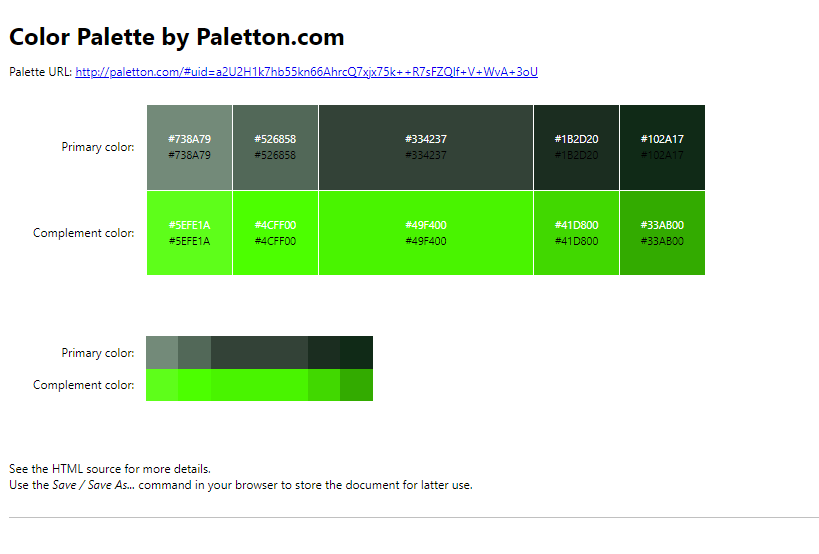 Color Palette by Paletton.com
Palette URL: http://paletton.com/#uid=a2U2H1k7hb55kn66AhrcQ7xjx75k++R7sFZQlf+V+WvA+3oU
Primary color:
#738A79 #526858 #334237 #1B2D20 #102A17
#738A79 #526858 #334237 #1B2D20 #102A17
Complement color:
#5EFE1A #4CFF00 #49F400 #41D800 #33AB00
#5EFE1A #4CFF00 #49F400 #41D800 #33AB00
Primary color:
Complement color:
See the HTML source for more details.
Use the Save / Save As... command in your browser to store the document for latter use.